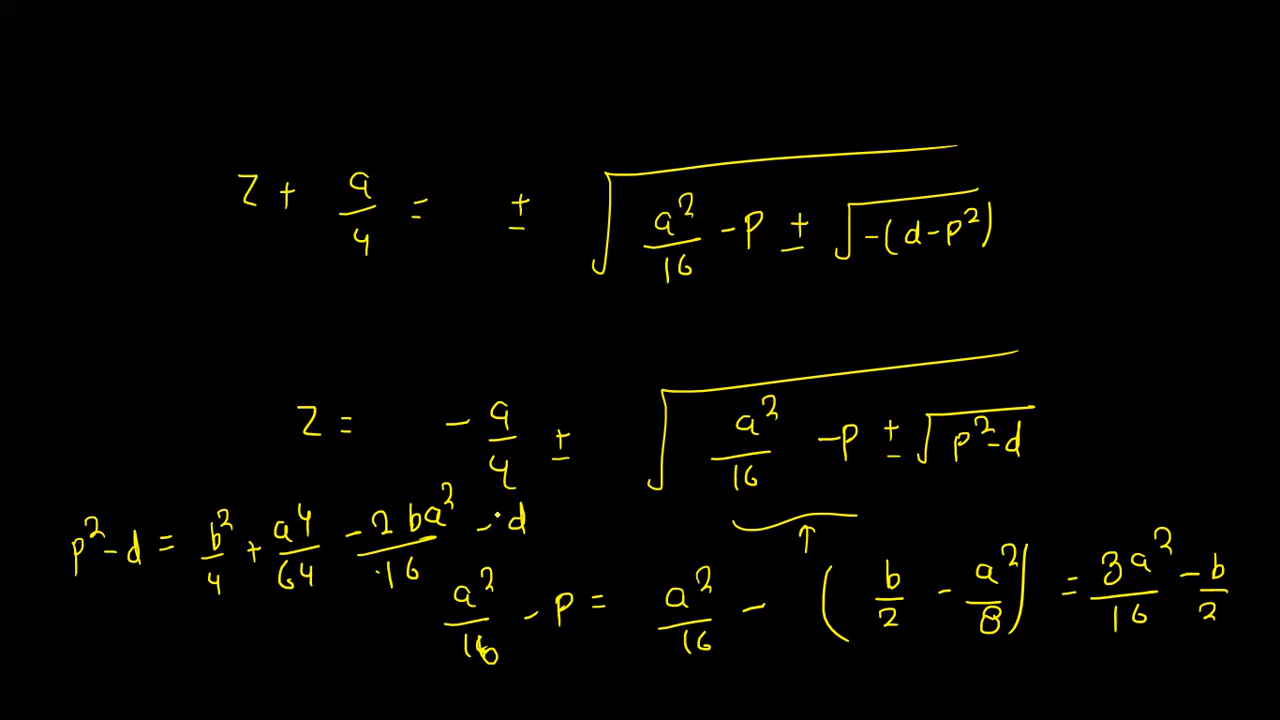 z + a/4 = ± √(a²/16 - p ± √(-(d - p²)))
z = - a/4 ± √(a²/16 - p ± √(p² - d))
p² - d = b²/4 + a⁴/64 - 2ba²/16 - d
a²/16 - p = a²/16 - (b/2 - a²/8) = 3a²/16 - b/2